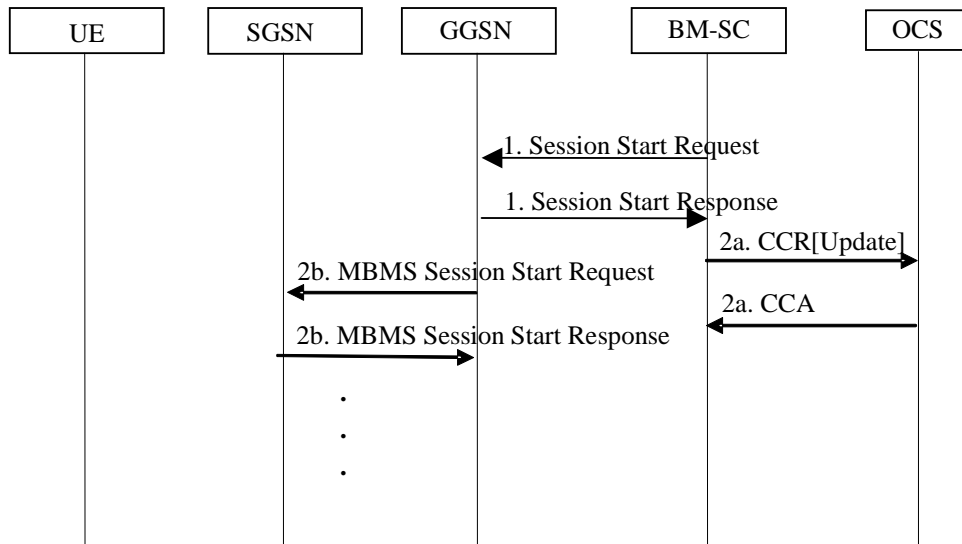 UE
SGSN
GGSN
BM-SC
OCS
1. Session Start Request
1. Session Start Response
2a. CCR[Update]
2b. MBMS Session Start Request
2a. CCA
2b. MBMS Session Start Response
.
.
.